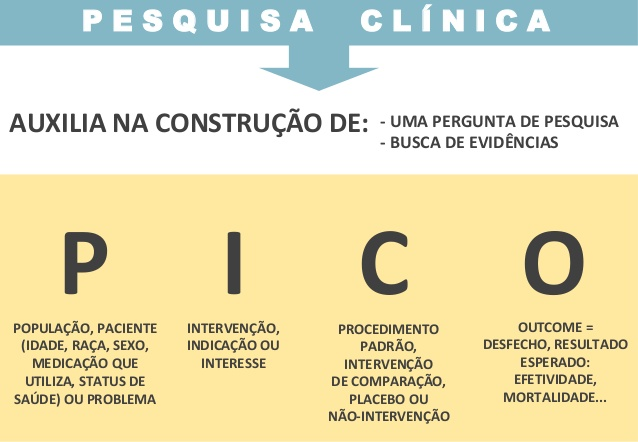 PESQUISA CLÍNICA
AUXILIA NA CONSTRUÇÃO DE:
- UMA PERGUNTA DE PESQUISA
- BUSCA DE EVIDÊNCIAS
P
POPULAÇÃO, PACIENTE
(IDADE, RAÇA, SEXO,
MEDICAÇÃO QUE
UTILIZA, STATUS DE
SAÚDE) OU PROBLEMA
I
INTERVENÇÃO,
INDICAÇÃO OU
INTERESSE
C
PROCEDIMENTO
PADRÃO,
INTERVENÇÃO
DE COMPARAÇÃO,
PLACEBO OU
NÃO-INTERVENÇÃO
O
OUTCOME =
DESFECHO, RESULTADO
ESPERADO:
EFETIVIDADE,
MORTALIDADE...